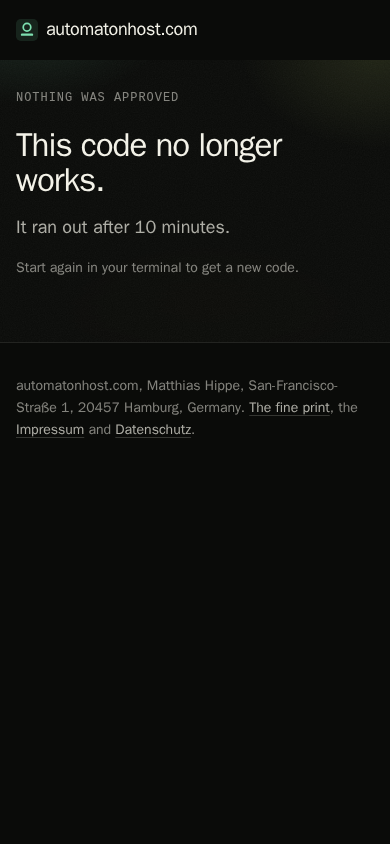 automatonhost.com
NOTHING WAS APPROVED
This code no longer
works.
It ran out after 10 minutes.
Start again in your terminal to get a new code.
automatonhost.com, Matthias Hippe, San-Francisco-
Straße 1, 20457 Hamburg, Germany. The fine print, the
Impressum and Datenschutz.